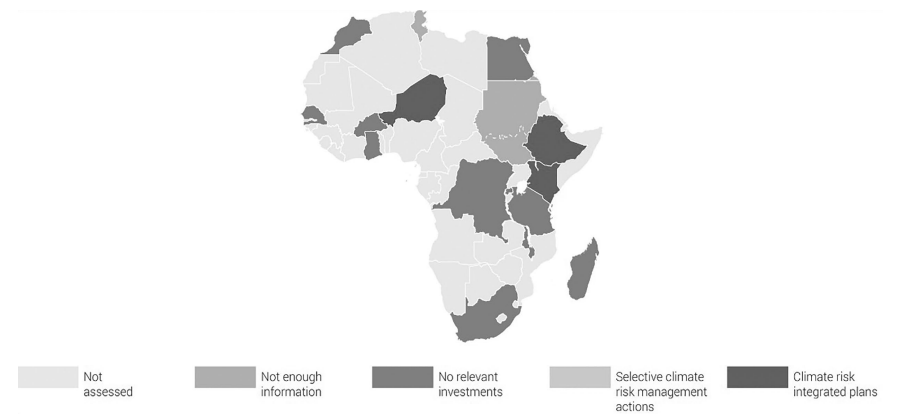 Not
assessed
Not enough
information
No relevant
investments
Selective climate
risk management
actions
Climate risk
integrated plans